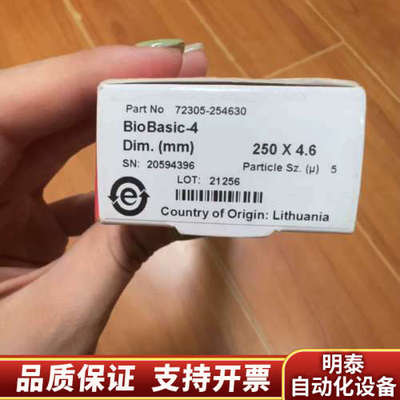 Part No 72305-254630
BioBasic-4
Dim. (mm) 250 X 4.6
SN: 20594396 Particle Sz. (µ) 5
LOT: 21256
e
Country of Origin: Lithuania
品质保证 支持开票
明泰
自动化设备